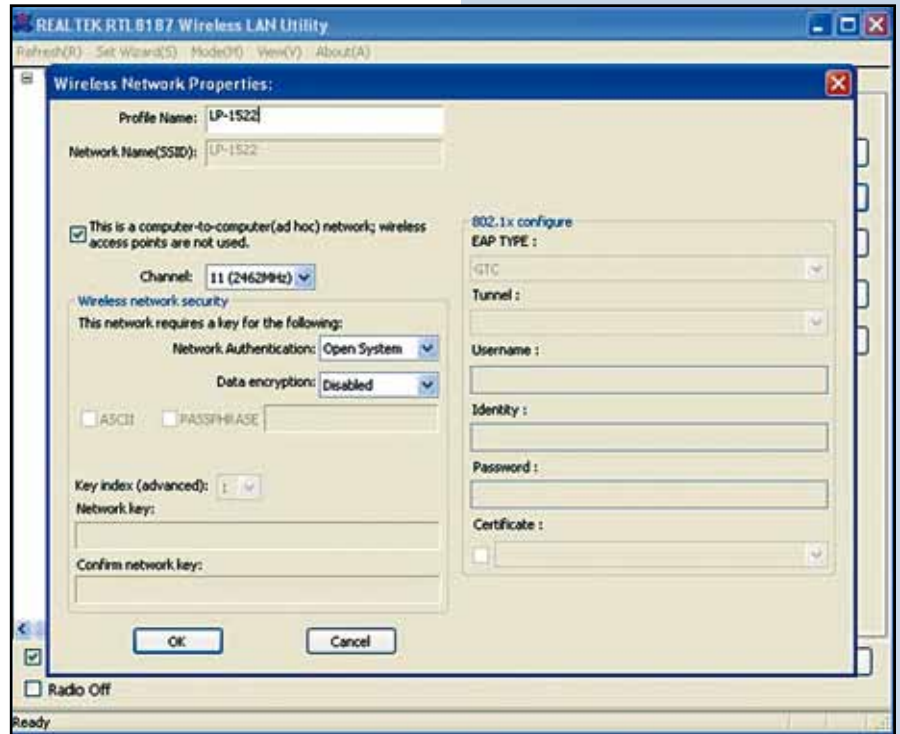 REALTEK RTL8187 Wireless LAN Utility
Refresh(R) Set Wizard(S) Mode(M) View(V) About(A)
Wireless Network Properties:
Profile Name: LP-1522
Network Name(SSID): LP-1522
This is a computer-to-computer(ad hoc) network; wireless
access points are not used.
Channel: 11 (2462MHz)
Wireless network security
This network requires a key for the following:
Network Authentication: Open System
Data encryption: Disabled
ASCII PASSPHRASE
Key index (advanced): 1
Network key:
Confirm network key:
802.1x configure
EAP TYPE :
GTC
Tunnel :
Username :
Identity :
Password :
Certificate :
OK Cancel
Radio Off
Ready